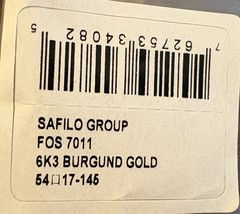 7 62753 34082 5
SAFILO GROUP
FOS 7011
6K3 BURGUND GOLD
54□17-145